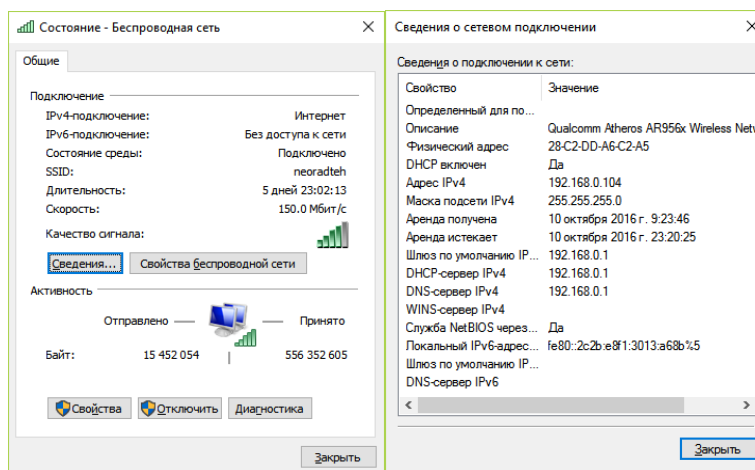 Состояние - Беспроводная сеть
Общие
Подключение
IPv4-подключение: Интернет
IPv6-подключение: Без доступа к сети
Состояние среды: Подключено
SSID: neoradteh
Длительность: 5 дней 23:02:13
Скорость: 150.0 Мбит/с
Качество сигнала:
Сведения... Свойства беспроводной сети
Активность
Отправлено — Принято
Байт: 15 452 054 | 556 352 605
Свойства Отключить Диагностика
Закрыть
Сведения о сетевом подключении
Сведения о подключении к сети:
Свойство Значение
Определенный для по...
Описание Qualcomm Atheros AR956x Wireless Netw
Физический адрес 28-C2-DD-A6-C2-A5
DHCP включен Да
Адрес IPv4 192.168.0.104
Маска подсети IPv4 255.255.255.0
Аренда получена 10 октября 2016 г. 9:23:46
Аренда истекает 10 октября 2016 г. 23:20:25
Шлюз по умолчанию IP... 192.168.0.1
DHCP-сервер IPv4 192.168.0.1
DNS-сервер IPv4 192.168.0.1
WINS-сервер IPv4
Служба NetBIOS через... Да
Локальный IPv6-адрес... fe80::2c2b:e8f1:3013:a68b%5
Шлюз по умолчанию IP...
DNS-сервер IPv6
Закрыть